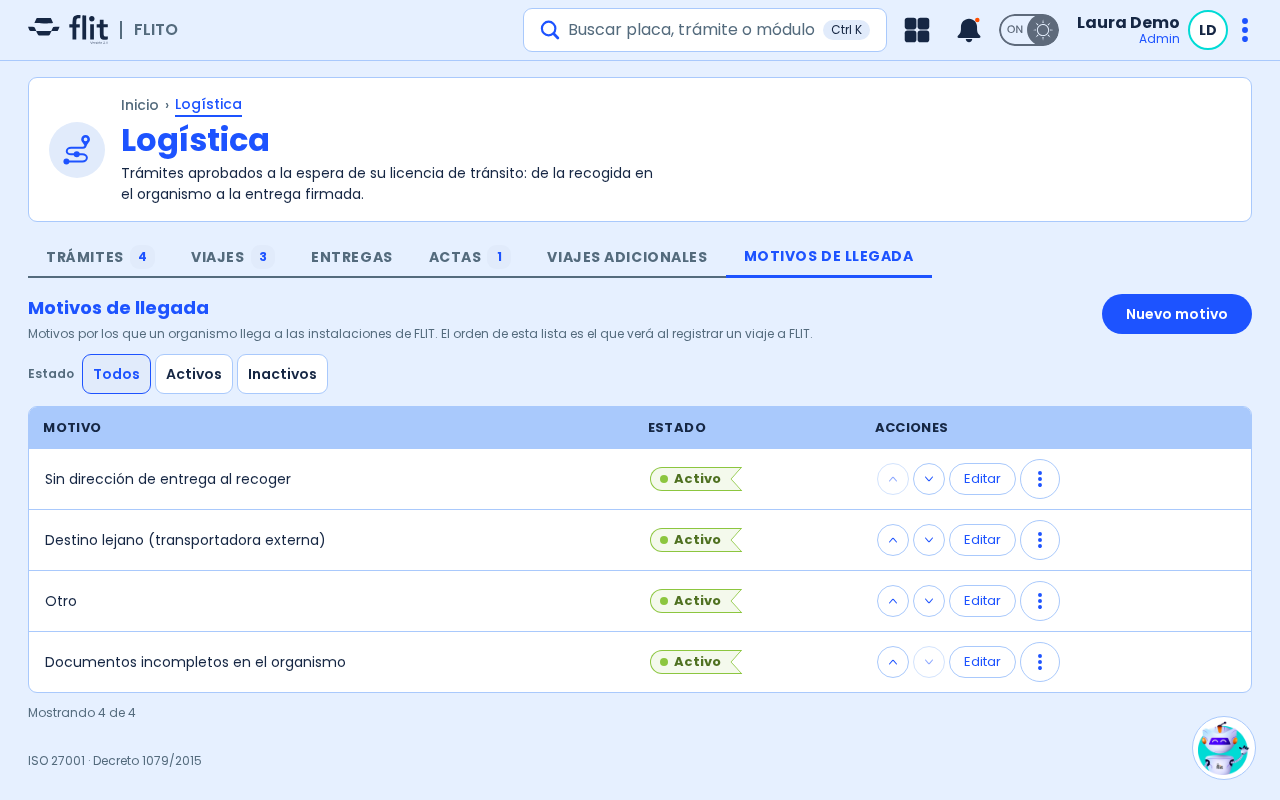 flit FLITO
Buscar placa, trámite o módulo Ctrl K
ON
Laura Demo
Admin
LD
Inicio › Logística
Logística
Trámites aprobados a la espera de su licencia de tránsito: de la recogida en
el organismo a la entrega firmada.
TRÁMITES 4 VIAJES 3 ENTREGAS ACTAS 1 VIAJES ADICIONALES MOTIVOS DE LLEGADA
Motivos de llegada
Nuevo motivo
Motivos por los que un organismo llega a las instalaciones de FLIT. El orden de esta lista es el que verá al registrar un viaje a FLIT.
Estado Todos Activos Inactivos
MOTIVO ESTADO ACCIONES
Sin dirección de entrega al recoger Activo Editar
Destino lejano (transportadora externa) Activo Editar
Otro Activo Editar
Documentos incompletos en el organismo Activo Editar
Mostrando 4 de 4
ISO 27001 · Decreto 1079/2015